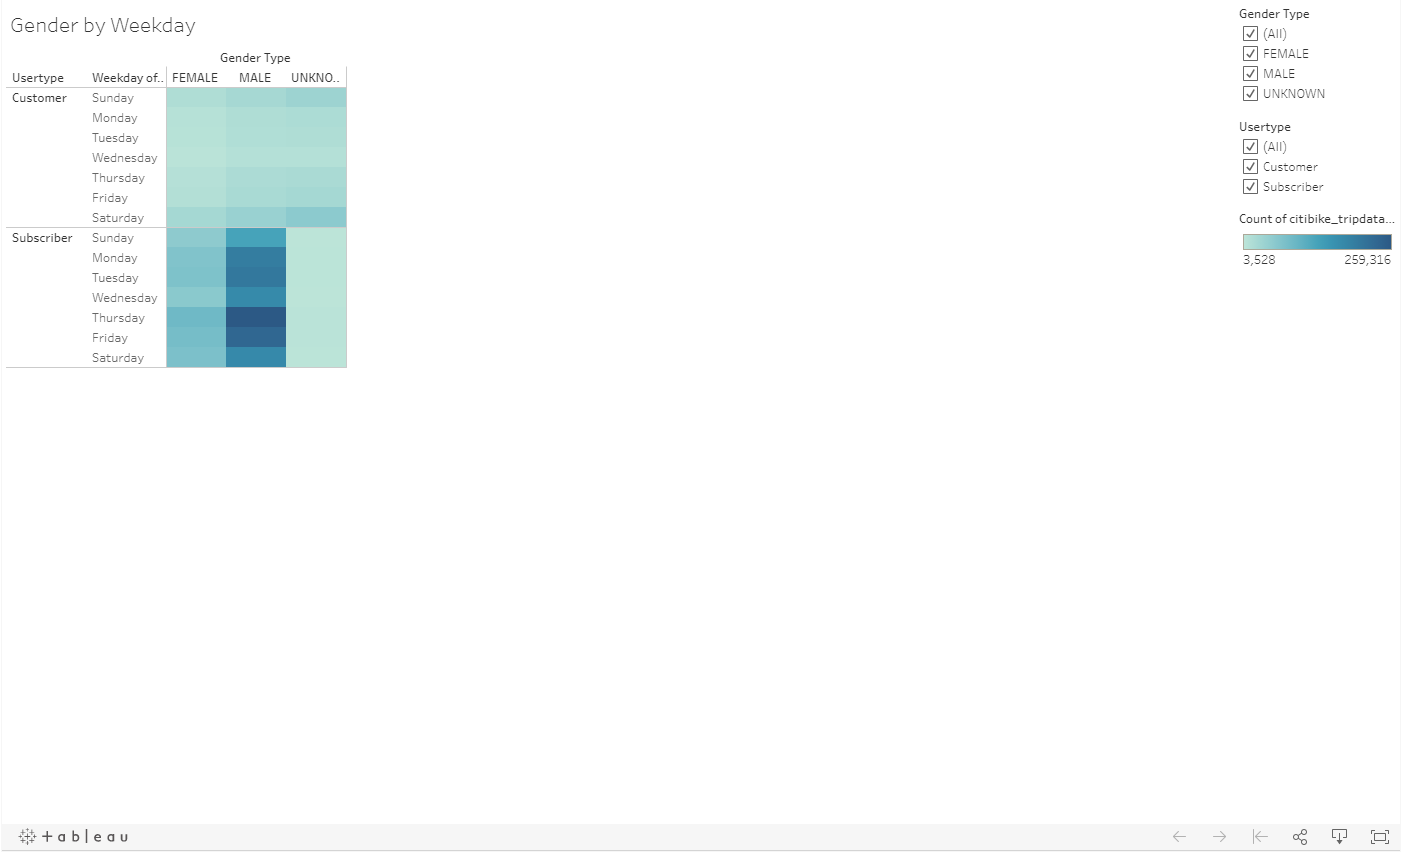 Gender by Weekday
Gender Type
Usertype Weekday of.. FEMALE MALE UNKNO..
Customer Sunday
Monday
Tuesday
Wednesday
Thursday
Friday
Saturday
Subscriber Sunday
Monday
Tuesday
Wednesday
Thursday
Friday
Saturday
Gender Type
(All)
FEMALE
MALE
UNKNOWN
Usertype
(All)
Customer
Subscriber
Count of citibike_tripdata...
3,528 259,316
+ableau